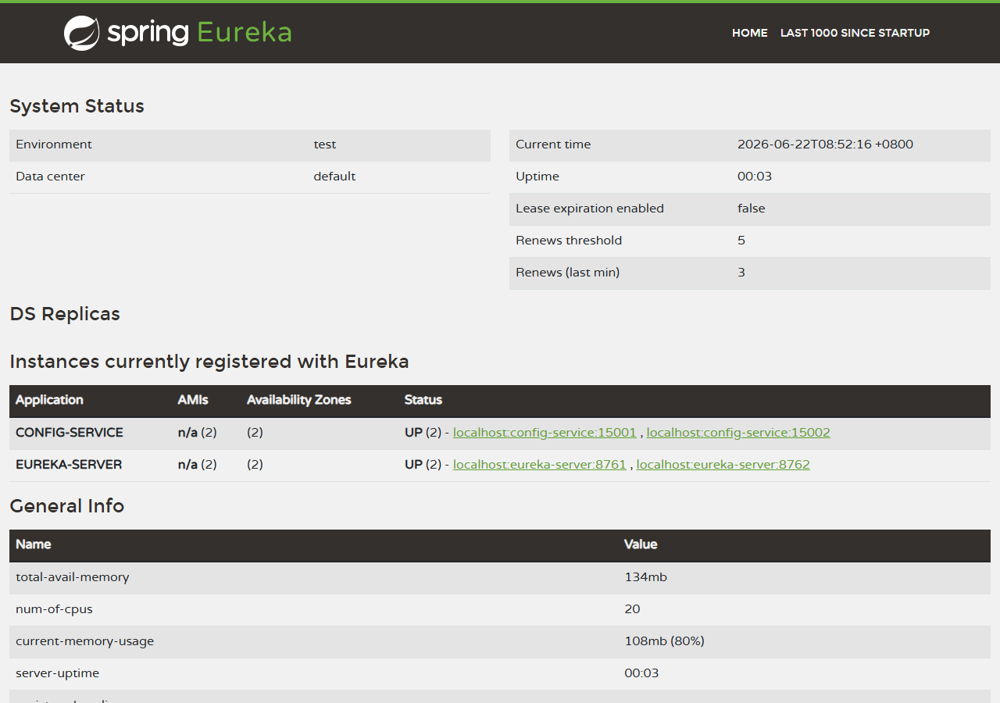 spring Eureka
HOME LAST 1000 SINCE STARTUP
System Status
Environment test
Data center default
Current time 2026-06-22T08:52:16 +0800
Uptime 00:03
Lease expiration enabled false
Renews threshold 5
Renews (last min) 3
DS Replicas
Instances currently registered with Eureka
Application AMIs Availability Zones Status
CONFIG-SERVICE n/a (2) (2) UP (2) - localhost:config-service:15001 , localhost:config-service:15002
EUREKA-SERVER n/a (2) (2) UP (2) - localhost:eureka-server:8761 , localhost:eureka-server:8762
General Info
Name Value
total-avail-memory 134mb
num-of-cpus 20
current-memory-usage 108mb (80%)
server-uptime 00:03